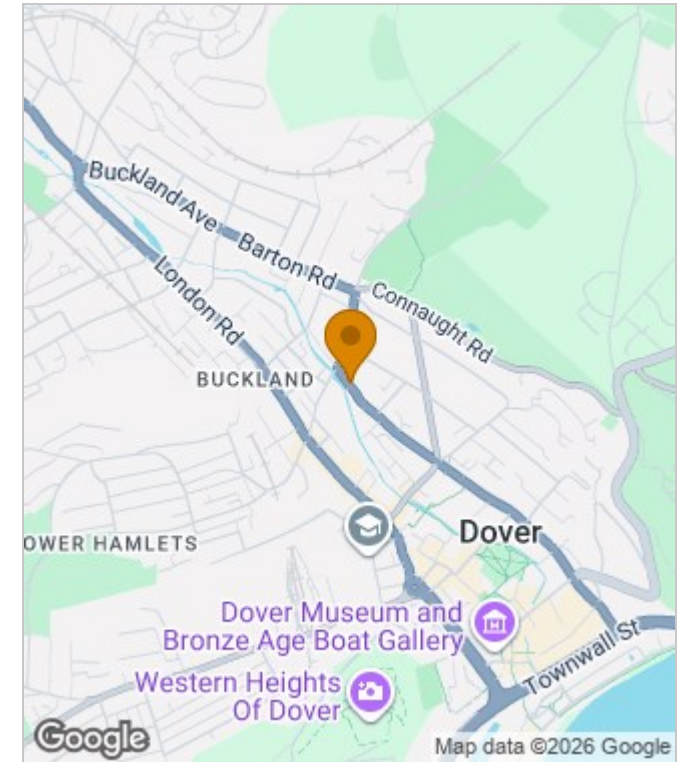 Buckland Ave
Barton Rd
Connaught Rd
London Rd
BUCKLAND
OWER HAMLETS
Dover
Dover Museum and
Bronze Age Boat Gallery
Townwall St
Western Heights
Of Dover
Google
Map data ©2026 Google